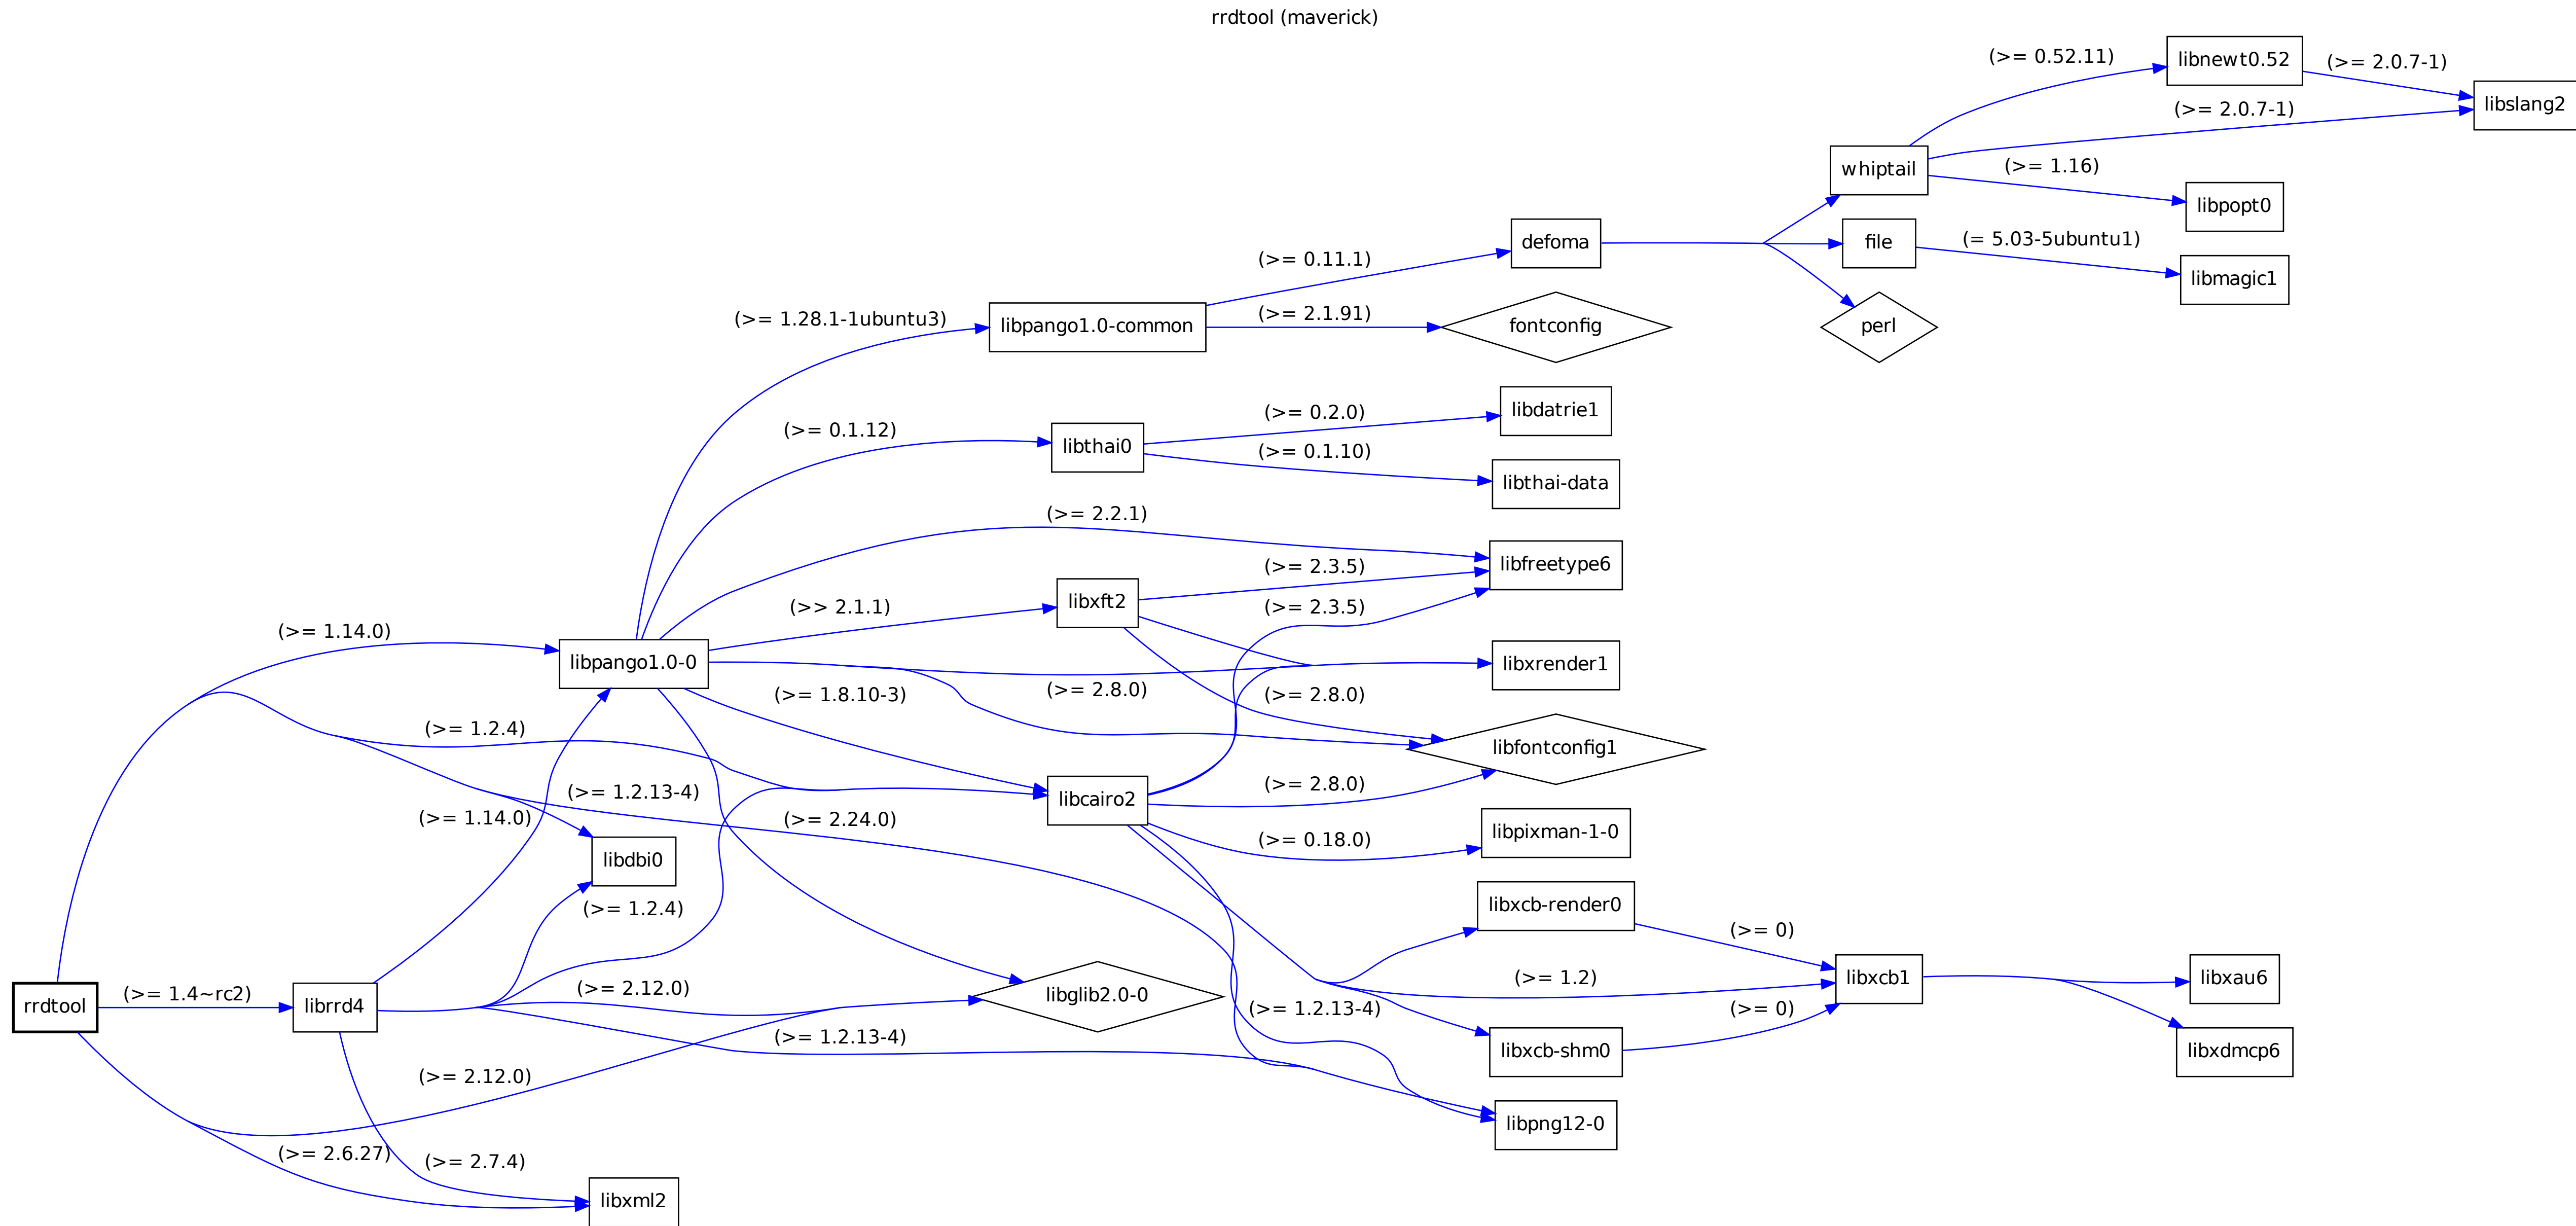 rrdtool (maverick)
(>= 0.52.11)
libnewt0.52
(>= 2.0.7-1)
libslang2
(>= 2.0.7-1)
whiptail
(>= 1.16)
libpopt0
defoma
file
(= 5.03-5ubuntu1)
libmagic1
(>= 0.11.1)
(>= 1.28.1-1ubuntu3)
libpango1.0-common
(>= 2.1.91)
fontconfig
perl
(>= 0.2.0)
libdatrie1
(>= 0.1.12)
libthai0
(>= 0.1.10)
libthai-data
(>= 2.2.1)
libfreetype6
(>= 2.3.5)
libxft2
(>> 2.1.1)
(>= 2.3.5)
(>= 1.14.0)
libpango1.0-0
libxrender1
(>= 1.8.10-3)
(>= 2.8.0)
(>= 2.8.0)
(>= 1.2.4)
libfontconfig1
(>= 2.8.0)
(>= 1.2.13-4)
libcairo2
(>= 1.14.0)
(>= 2.24.0)
(>= 0.18.0)
libpixman-1-0
libdbi0
(>= 1.2.4)
libxcb-render0
(>= 0)
(>= 1.2)
libxcb1
libxau6
rrdtool
(>= 1.4~rc2)
librrd4
(>= 2.12.0)
libglib2.0-0
(>= 1.2.13-4)
(>= 0)
(>= 1.2.13-4)
libxcb-shm0
libxdmcp6
(>= 2.12.0)
libpng12-0
(>= 2.6.27)
(>= 2.7.4)
libxml2